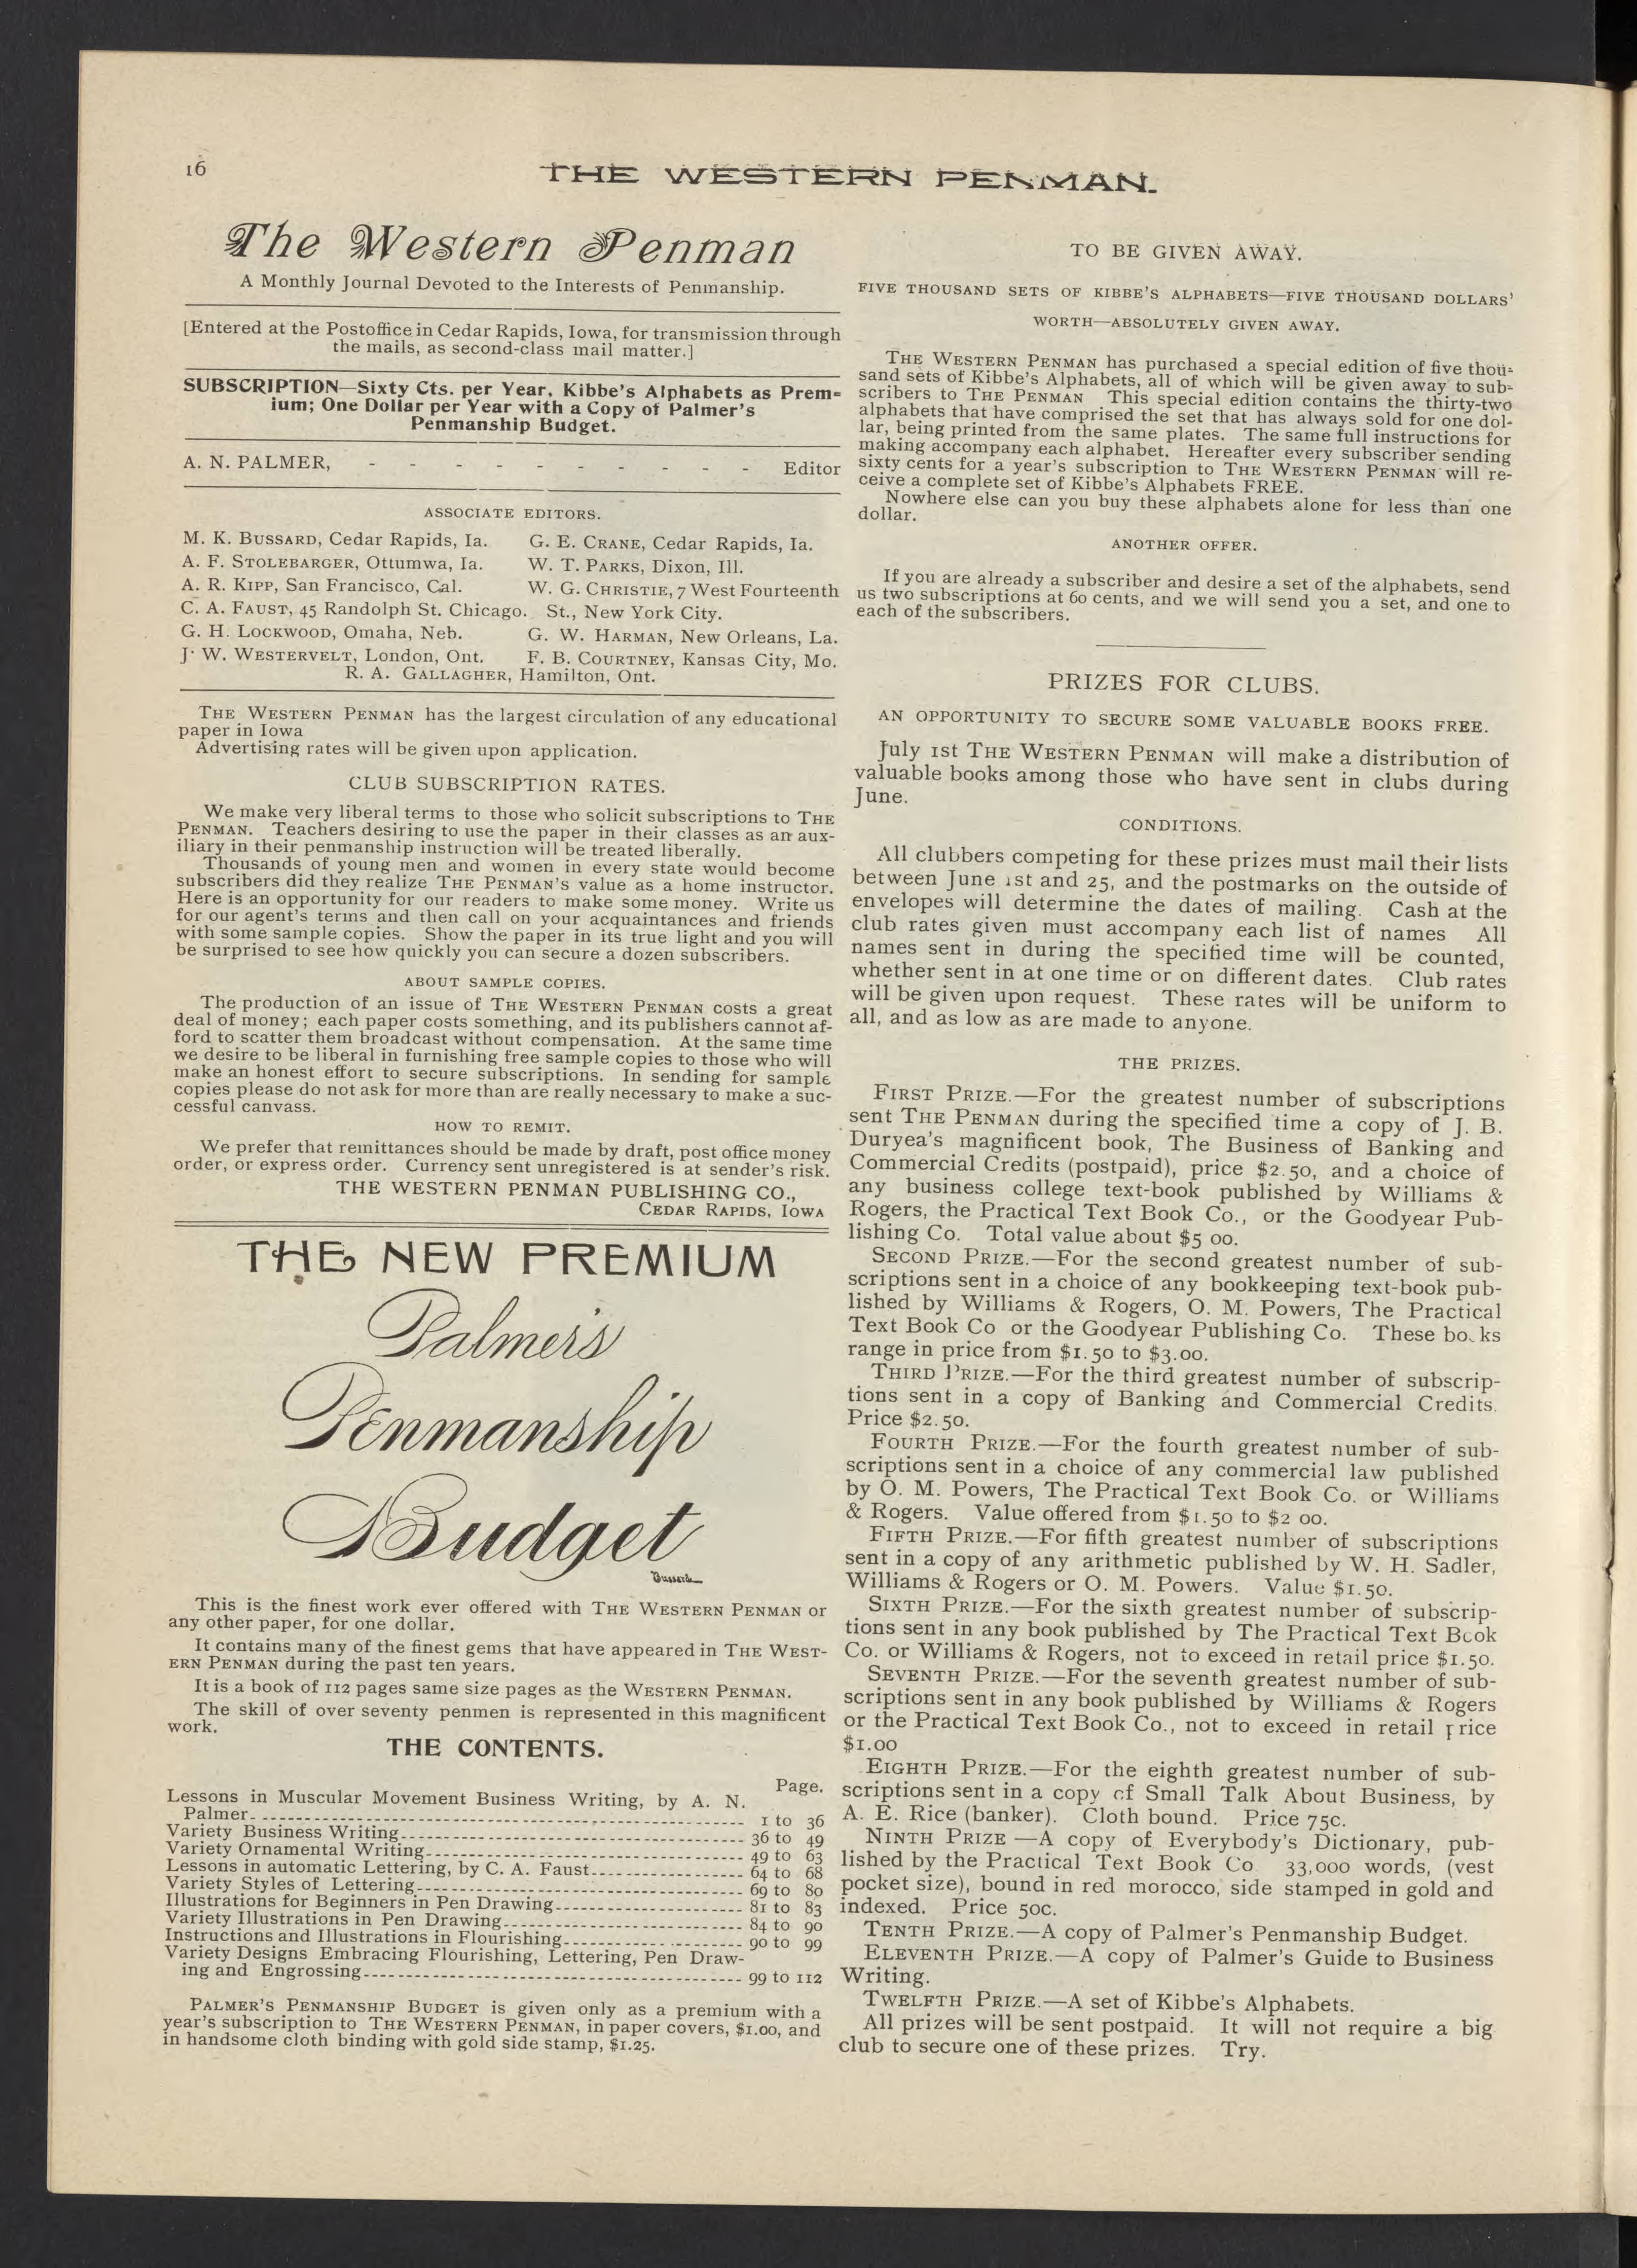 16
THE WESTERN PENMAN.
The Western Penman
A Monthly Journal Devoted to the Interests of Penmanship.
[Entered at the Postoffice in Cedar Rapids, Iowa, for transmission through
the mails, as second-class mail matter.]
SUBSCRIPTION—Sixty Cts. per Year, Kibbe's Alphabets as Prem-
ium; One Dollar per Year with a Copy of Palmer's
Penmanship Budget.
A. N. PALMER, - - - - - - - - - - Editor
ASSOCIATE EDITORS.
M. K. BUSSARD, Cedar Rapids, Ia. G. E. CRANE, Cedar Rapids, Ia.
A. F. STOLEBARGER, Ottumwa, Ia. W. T. PARKS, Dixon, Ill.
A. R. KIPP, San Francisco, Cal. W. G. CHRISTIE, 7 West Fourteenth
C. A. FAUST, 45 Randolph St. Chicago. St., New York City.
G. H. LOCKWOOD, Omaha, Neb. G. W. HARMAN, New Orleans, La.
J. W. WESTERVELT, London, Ont. F. B. COURTNEY, Kansas City, Mo.
R. A. GALLAGHER, Hamilton, Ont.
THE WESTERN PENMAN has the largest circulation of any educational
paper in Iowa
Advertising rates will be given upon application.
CLUB SUBSCRIPTION RATES.
We make very liberal terms to those who solicit subscriptions to THE
PENMAN. Teachers desiring to use the paper in their classes as an aux-
iliary in their penmanship instruction will be treated liberally.
Thousands of young men and women in every state would become
subscribers did they realize THE PENMAN'S value as a home instructor.
Here is an opportunity for our readers to make some money. Write us
for our agent's terms and then call on your acquaintances and friends
with some sample copies. Show the paper in its true light and you will
be surprised to see how quickly you can secure a dozen subscribers.
ABOUT SAMPLE COPIES.
The production of an issue of THE WESTERN PENMAN costs a great
deal of money; each paper costs something, and its publishers cannot af-
ford to scatter them broadcast without compensation. At the same time
we desire to be liberal in furnishing free sample copies to those who will
make an honest effort to secure subscriptions. In sending for sample
copies please do not ask for more than are really necessary to make a suc-
cessful canvass.
HOW TO REMIT.
We prefer that remittances should be made by draft, post office money
order, or express order. Currency sent unregistered is at sender's risk.
THE WESTERN PENMAN PUBLISHING CO.,
CEDAR RAPIDS, IOWA
THE NEW PREMIUM
Palmer's
Penmanship
Budget
Bussard
This is the finest work ever offered with THE WESTERN PENMAN or
any other paper, for one dollar.
It contains many of the finest gems that have appeared in THE WEST-
ERN PENMAN during the past ten years.
It is a book of 112 pages same size pages as the WESTERN PENMAN.
The skill of over seventy penmen is represented in this magnificent
work.
THE CONTENTS.
Page.
Lessons in Muscular Movement Business Writing, by A. N.
Palmer 1 to 36
Variety Business Writing 36 to 49
Variety Ornamental Writing 49 to 63
Lessons in automatic Lettering, by C. A. Faust 64 to 68
Variety Styles of Lettering 69 to 80
Illustrations for Beginners in Pen Drawing 81 to 83
Variety Illustrations in Pen Drawing 84 to 90
Instructions and Illustrations in Flourishing 90 to 99
Variety Designs Embracing Flourishing, Lettering, Pen Draw-
ing and Engrossing 99 to 112
PALMER'S PENMANSHIP BUDGET is given only as a premium with a
year's subscription to THE WESTERN PENMAN, in paper covers, $1.00, and
in handsome cloth binding with gold side stamp, $1.25.
TO BE GIVEN AWAY.
FIVE THOUSAND SETS OF KIBBE'S ALPHABETS—FIVE THOUSAND DOLLARS'
WORTH—ABSOLUTELY GIVEN AWAY.
THE WESTERN PENMAN has purchased a special edition of five thou-
sand sets of Kibbe's Alphabets, all of which will be given away to sub-
scribers to THE PENMAN This special edition contains the thirty-two
alphabets that have comprised the set that has always sold for one dol-
lar, being printed from the same plates. The same full instructions for
making accompany each alphabet. Hereafter every subscriber sending
sixty cents for a year's subscription to THE WESTERN PENMAN will re-
ceive a complete set of Kibbe's Alphabets FREE.
Nowhere else can you buy these alphabets alone for less than one
dollar.
ANOTHER OFFER.
If you are already a subscriber and desire a set of the alphabets, send
us two subscriptions at 60 cents, and we will send you a set, and one to
each of the subscribers.
PRIZES FOR CLUBS.
AN OPPORTUNITY TO SECURE SOME VALUABLE BOOKS FREE.
July 1st THE WESTERN PENMAN will make a distribution of
valuable books among those who have sent in clubs during
June.
CONDITIONS.
All clubbers competing for these prizes must mail their lists
between June 1st and 25, and the postmarks on the outside of
envelopes will determine the dates of mailing. Cash at the
club rates given must accompany each list of names All
names sent in during the specified time will be counted,
whether sent in at one time or on different dates. Club rates
will be given upon request. These rates will be uniform to
all, and as low as are made to anyone.
THE PRIZES.
FIRST PRIZE.—For the greatest number of subscriptions
sent THE PENMAN during the specified time a copy of J. B.
Duryea's magnificent book, The Business of Banking and
Commercial Credits (postpaid), price $2.50, and a choice of
any business college text-book published by Williams &
Rogers, the Practical Text Book Co., or the Goodyear Pub-
lishing Co. Total value about $5 00.
SECOND PRIZE.—For the second greatest number of sub-
scriptions sent in a choice of any bookkeeping text-book pub-
lished by Williams & Rogers, O. M. Powers, The Practical
Text Book Co or the Goodyear Publishing Co. These books
range in price from $1.50 to $3.00.
THIRD PRIZE.—For the third greatest number of subscrip-
tions sent in a copy of Banking and Commercial Credits.
Price $2.50.
FOURTH PRIZE.—For the fourth greatest number of sub-
scriptions sent in a choice of any commercial law published
by O. M. Powers, The Practical Text Book Co. or Williams
& Rogers. Value offered from $1.50 to $2 00.
FIFTH PRIZE.—For fifth greatest number of subscriptions
sent in a copy of any arithmetic published by W. H. Sadler,
Williams & Rogers or O. M. Powers. Value $1.50.
SIXTH PRIZE.—For the sixth greatest number of subscrip-
tions sent in any book published by The Practical Text Book
Co. or Williams & Rogers, not to exceed in retail price $1.50.
SEVENTH PRIZE.—For the seventh greatest number of sub-
scriptions sent in any book published by Williams & Rogers
or the Practical Text Book Co., not to exceed in retail price
$1.00
EIGHTH PRIZE.—For the eighth greatest number of sub-
scriptions sent in a copy of Small Talk About Business, by
A. E. Rice (banker). Cloth bound. Price 75c.
NINTH PRIZE —A copy of Everybody's Dictionary, pub-
lished by the Practical Text Book Co 33,000 words, (vest
pocket size), bound in red morocco, side stamped in gold and
indexed. Price 50c.
TENTH PRIZE.—A copy of Palmer's Penmanship Budget.
ELEVENTH PRIZE.—A copy of Palmer's Guide to Business
Writing.
TWELFTH PRIZE.—A set of Kibbe's Alphabets.
All prizes will be sent postpaid. It will not require a big
club to secure one of these prizes. Try.